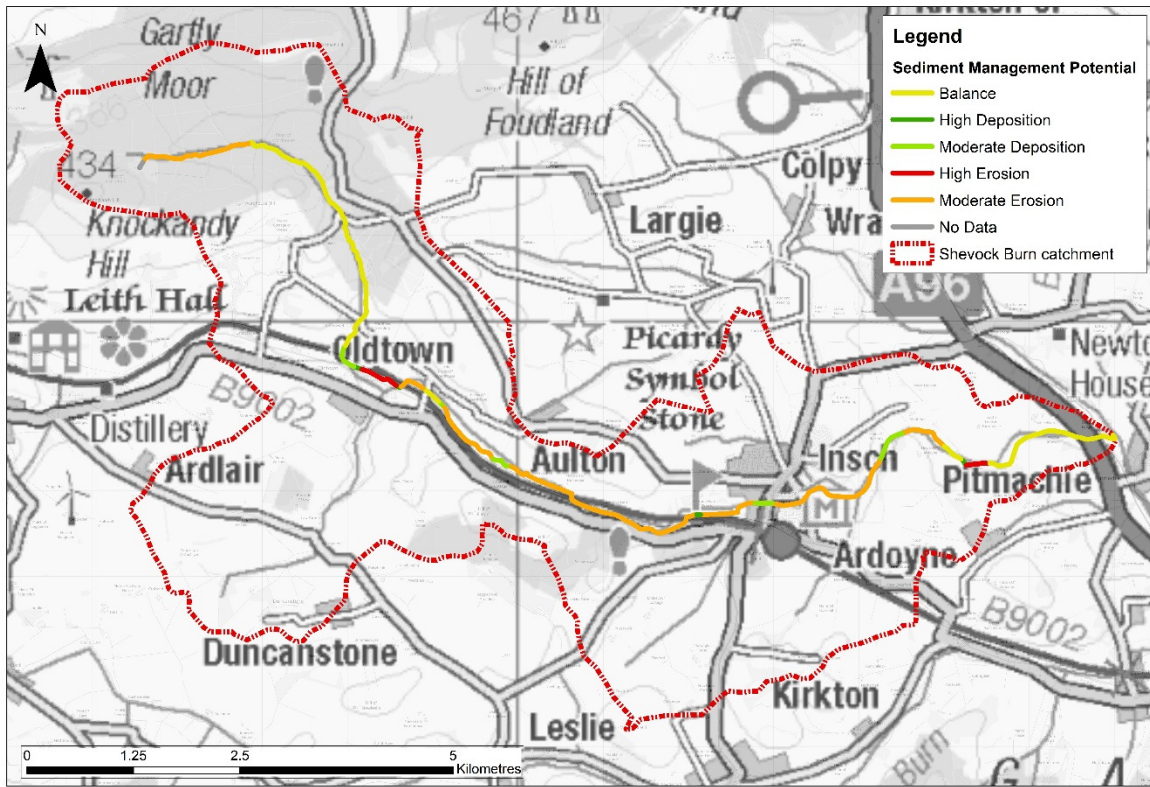 N
Gartly
Moor
467
Hill of
Foudland
434
Knockandy
Hill
Leith Hall
Oldtown
B9002
Distillery
Ardlair
Duncanstone
Aulton
Largie
Colpy
Picardy
Symbol
Stone
Insch
M
Ardoyne
Pitmachie
A96
House
B9002
Kirkton
Leslie
Burn
G
A
Legend
Sediment Management Potential
Balance
High Deposition
Moderate Deposition
High Erosion
Moderate Erosion
No Data
Shevock Burn catchment
0 1.25 2.5 5
Kilometres